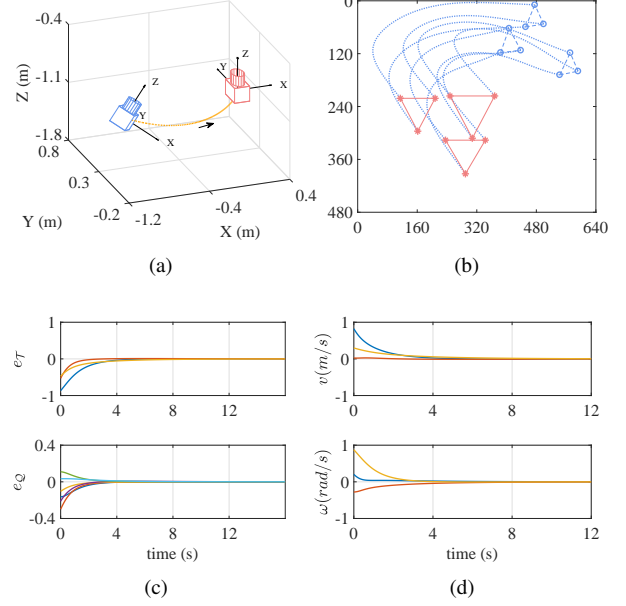 -0.4
-1.1
-1.8
Z (m)
0.8
0.3
-0.2
Y (m)
-1.2
-0.4
0.4
X (m)
Z
Y
X
Z
Y
X
(a)
0
120
240
360
480
0
160
320
480
640
(b)
1
0
-1
e𝒯
0
4
8
12
0.4
0
-0.4
e𝒬
0
4
8
12
time (s)
(c)
1
0
-1
v(m/s)
0
4
8
12
1
0
-1
ω(rad/s)
0
4
8
12
time (s)
(d)